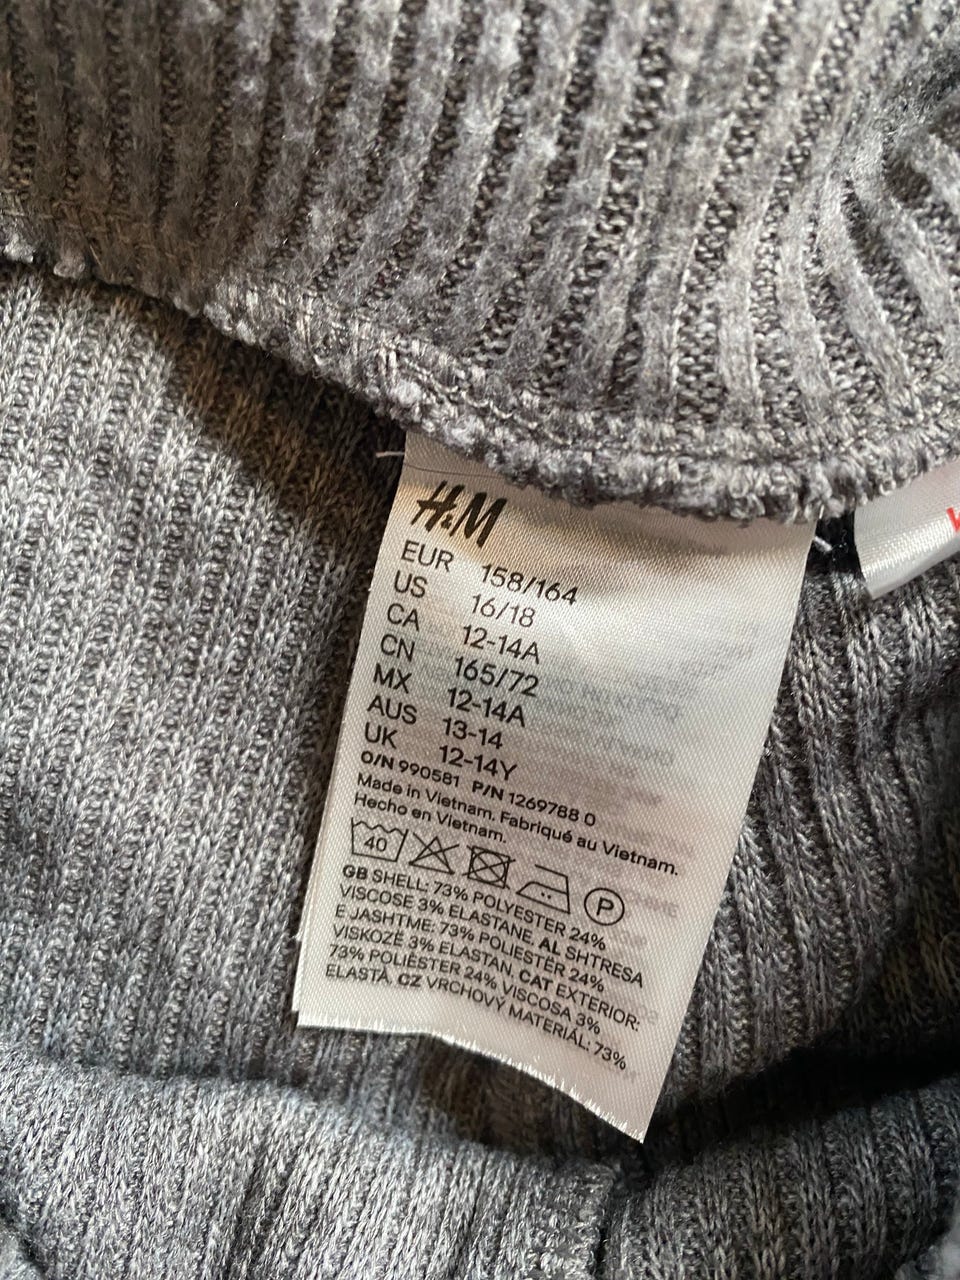 H&M
EUR 158/164
US 16/18
CA 12-14A
CN 165/72
MX 12-14A
AUS 13-14
UK 12-14Y
O/N 990581 P/N 1269788 0
Made in Vietnam. Fabriqué au Vietnam.
Hecho en Vietnam.
40 P
GB SHELL: 73% POLYESTER 24%
VISCOSE 3% ELASTANE, AL SHTRESA
E JASHTME: 73% POLIESTËR 24%
VISKOZË 3% ELASTAN, CAT EXTERIOR:
73% POLIÈSTER 24% VISCOSA 3%
ELASTÀ, CZ VRCHOVÝ MATERIÁL: 73%